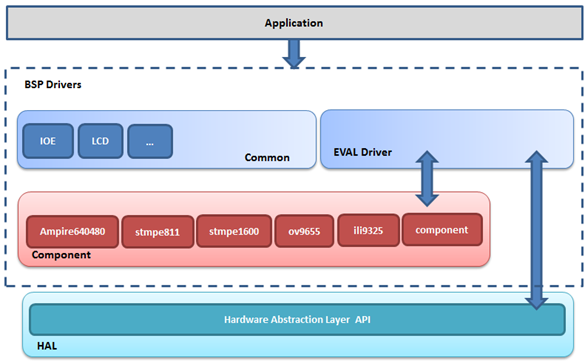 Application
BSP Drivers
IOE
LCD
...
Common
EVAL Driver
Ampire640480
stmpe811
stmpe1600
ov9655
ili9325
component
Component
Hardware Abstraction Layer API
HAL